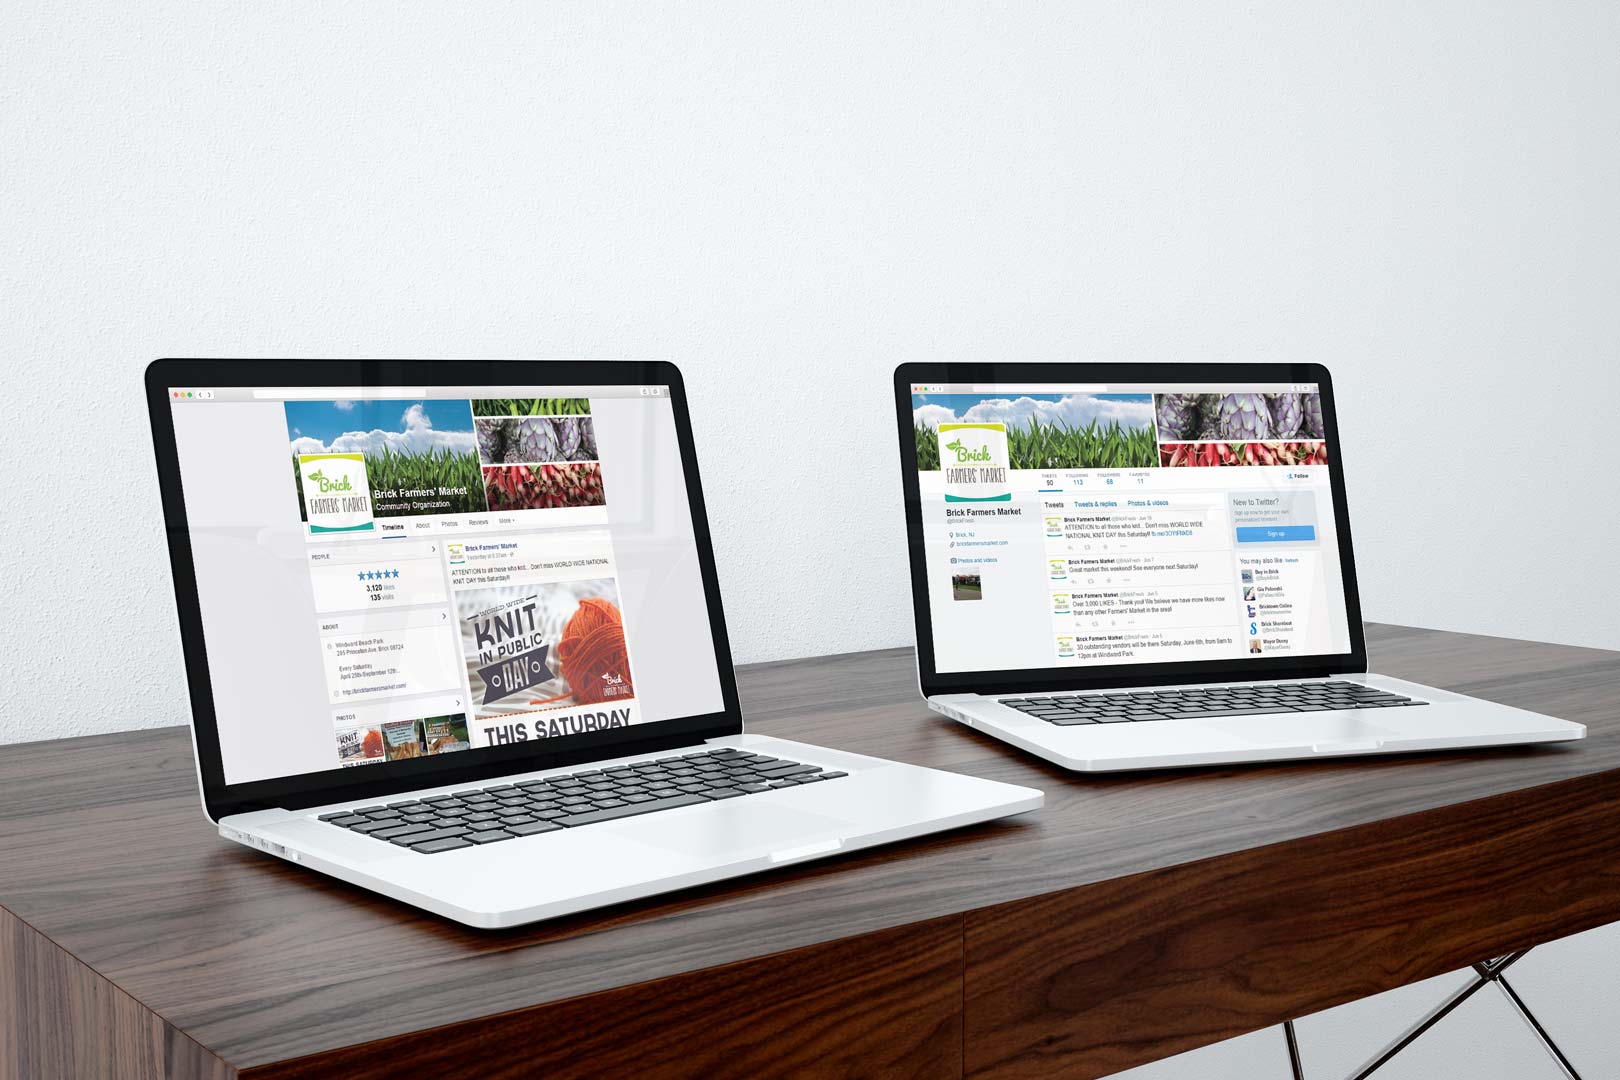 Brick
FARMERS' MARKET
Brick Farmers' Market
Community Organization
Timeline
About
Photos
Reviews
More
PEOPLE
3,120 likes
135 visits
ABOUT
Windward Beach Park
295 Princeton Ave, Brick 08724
Every Saturday
April 25th-September 12th...
http://brickfarmersmarket.com/
PHOTOS
KNIT
THIS SATURDAY
Brick Farmers' Market
Yesterday at 8:37am
ATTENTION to all those who knit... Don't miss WORLD WIDE NATIONAL
KNIT DAY this Saturday!!
WORLD WIDE
KNIT
IN PUBLIC
DAY
Brick
FARMERS' MARKET
THIS SATURDAY
Brick
FARMERS' MARKET
TWEETS
90
FOLLOWING
113
FOLLOWERS
68
FAVORITES
11
Follow
Brick Farmers Market
@BrickFresh
Brick, NJ
brickfarmersmarket.com
Photos and videos
Tweets
Tweets & replies
Photos & videos
Brick Farmers Market @BrickFresh
ATTENTION to all those who knit... Don't miss WORLD WIDE
NATIONAL KNIT DAY this Saturday!!
Brick Farmers Market @BrickFresh · Jun 7
Great market this weekend! See everyone next Saturday!
Brick Farmers Market @BrickFresh · Jun 5
Over 3,000 LIKES - Thank you! We believe we have more likes now
than any other Farmers' Market in the area!
Brick Farmers Market @BrickFresh · Jun 5
30 outstanding vendors will be there Saturday, June 6th, from 9am to
12pm at Windward Park.
New to Twitter?
Sign up now to get your own
personalized timeline!
Sign up
You may also like
Buy in Brick
Gia Palombi
Bricktown Online
Brick Shorebeat
Mayor Ducey